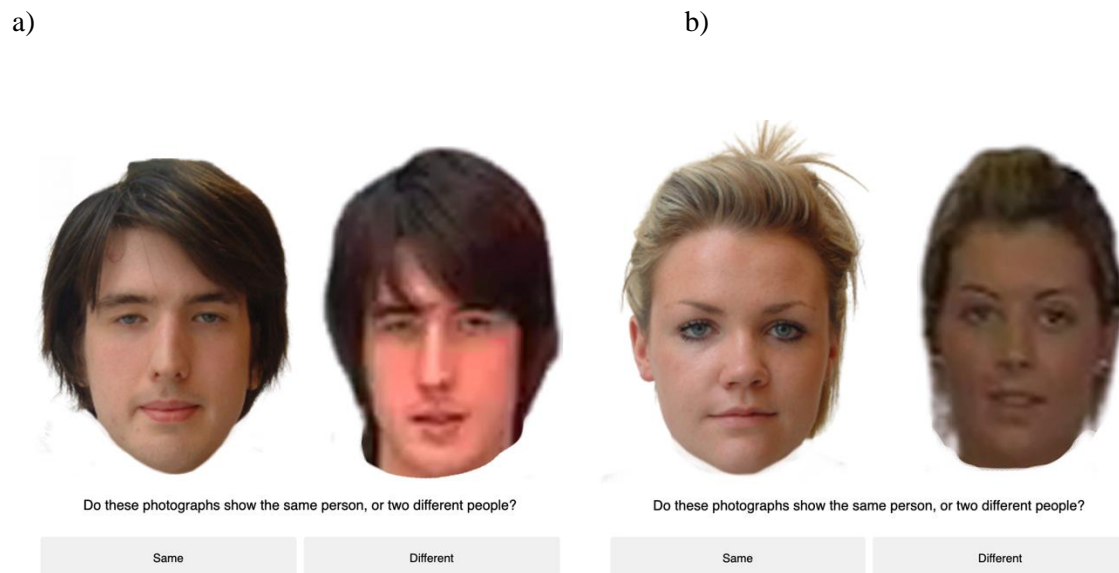 a) b)
Do these photographs show the same person, or two different people? Do these photographs show the same person, or two different people?
Same Different Same Different